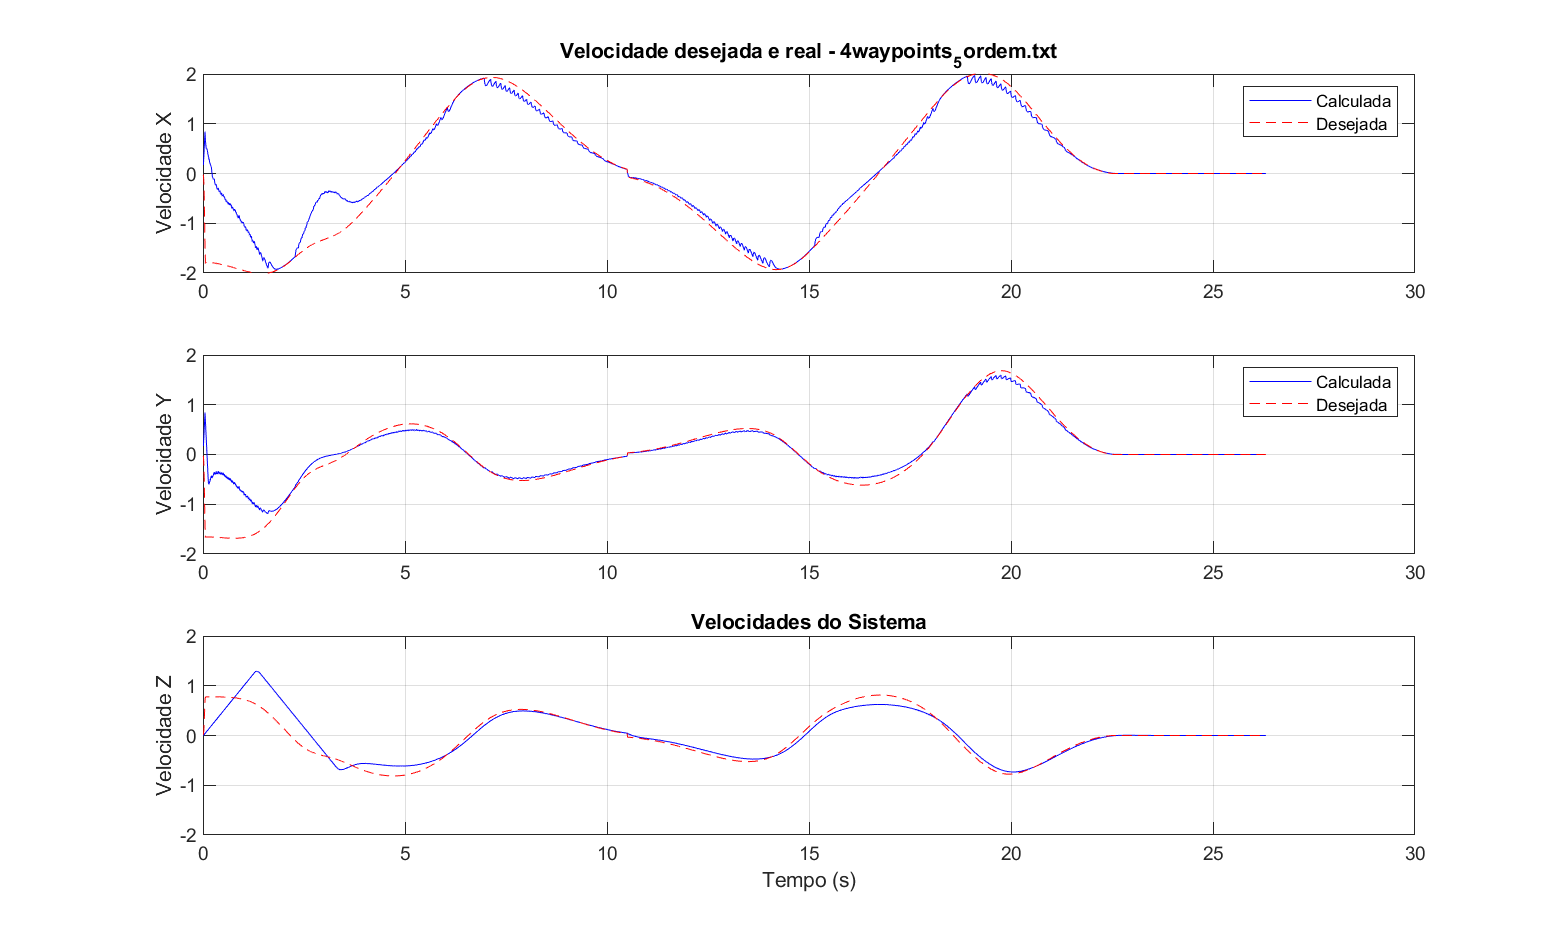 Velocidade desejada e real - 4waypoints5ordem.txt
Velocidade X
2
1
0
-1
-2
0 5 10 15 20 25 30
Calculada
Desejada
Velocidade Y
2
1
0
-1
-2
0 5 10 15 20 25 30
Calculada
Desejada
Velocidades do Sistema
Velocidade Z
2
1
0
-1
-2
0 5 10 15 20 25 30
Tempo (s)